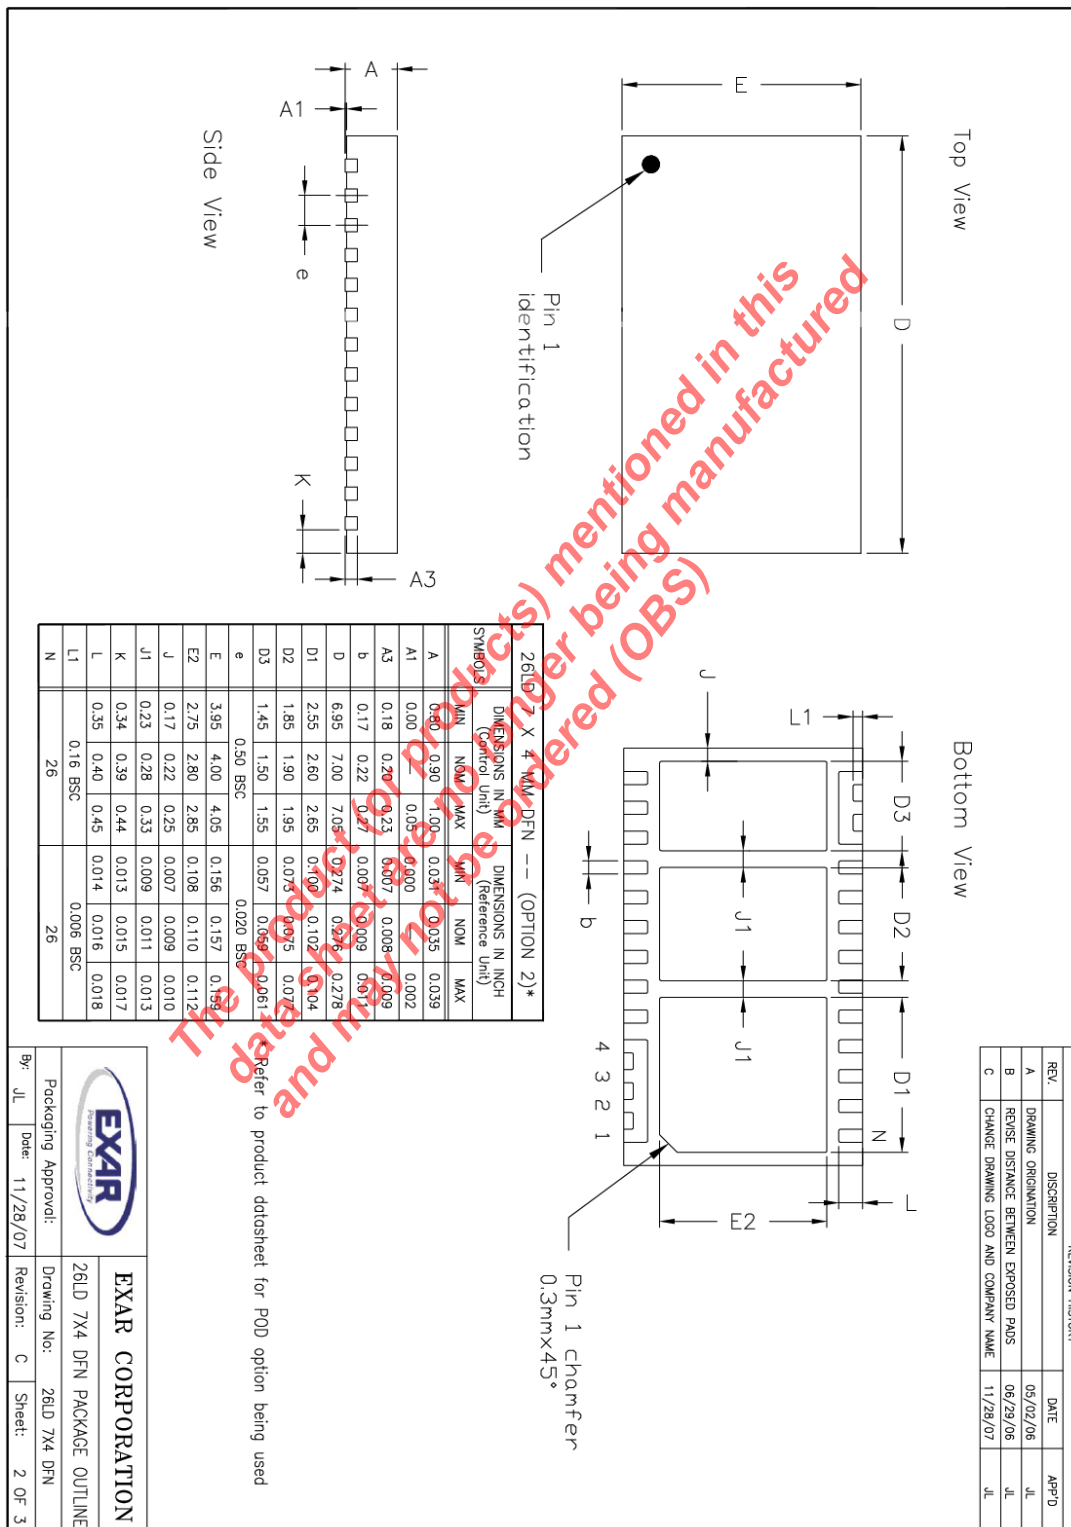 REVISION HISTORY
REV. DISCRIPTION DATE APP'D
A DRAWING ORIGINATION 05/02/06 JL
B REVISE DISTANCE BETWEEN EXPOSED PADS 06/29/06 JL
C CHANGE DRAWING LOGO AND COMPANY NAME 11/28/07 JL
Top View
D
E
Pin 1
identification
Side View
A
A1
e
K
A3
Bottom View
D3
D2
D1
L1
J
J1
J1
b
N
L
E2
4 3 2 1
Pin 1 chamfer
0.3mmx45°
26LD 7 X 4 MM DFN -- (OPTION 2)*
SYMBOLS
DIMENSIONS IN MM
(Control Unit)
DIMENSIONS IN INCH
(Reference Unit)
MIN NOM MAX MIN NOM MAX
A 0.80 0.90 1.00 0.031 0.035 0.039
A1 0.00 — 0.05 0.000 — 0.002
A3 0.18 0.20 0.23 0.007 0.008 0.009
b 0.17 0.22 0.27 0.007 0.009 0.011
D 6.95 7.00 7.05 0.274 0.276 0.278
D1 2.55 2.60 2.65 0.100 0.102 0.104
D2 1.85 1.90 1.95 0.073 0.075 0.077
D3 1.45 1.50 1.55 0.057 0.059 0.061
e 0.50 BSC 0.020 BSC
E 3.95 4.00 4.05 0.156 0.157 0.159
E2 2.75 2.80 2.85 0.108 0.110 0.112
J 0.17 0.22 0.25 0.007 0.009 0.010
J1 0.23 0.28 0.33 0.009 0.011 0.013
K 0.34 0.39 0.44 0.013 0.015 0.017
L 0.35 0.40 0.45 0.014 0.016 0.018
L1 0.16 BSC 0.006 BSC
N 26 26
* Refer to product datasheet for POD option being used
The product (or products) mentioned in this
data sheet are no longer being manufactured
and may not be ordered (OBS)
EXAR
Powering Connectivity
EXAR CORPORATION
26LD 7X4 DFN PACKAGE OUTLINE
Packaging Approval:
Drawing No: 26LD 7X4 DFN
By: JL Date: 11/28/07 Revision: C Sheet: 2 OF 3